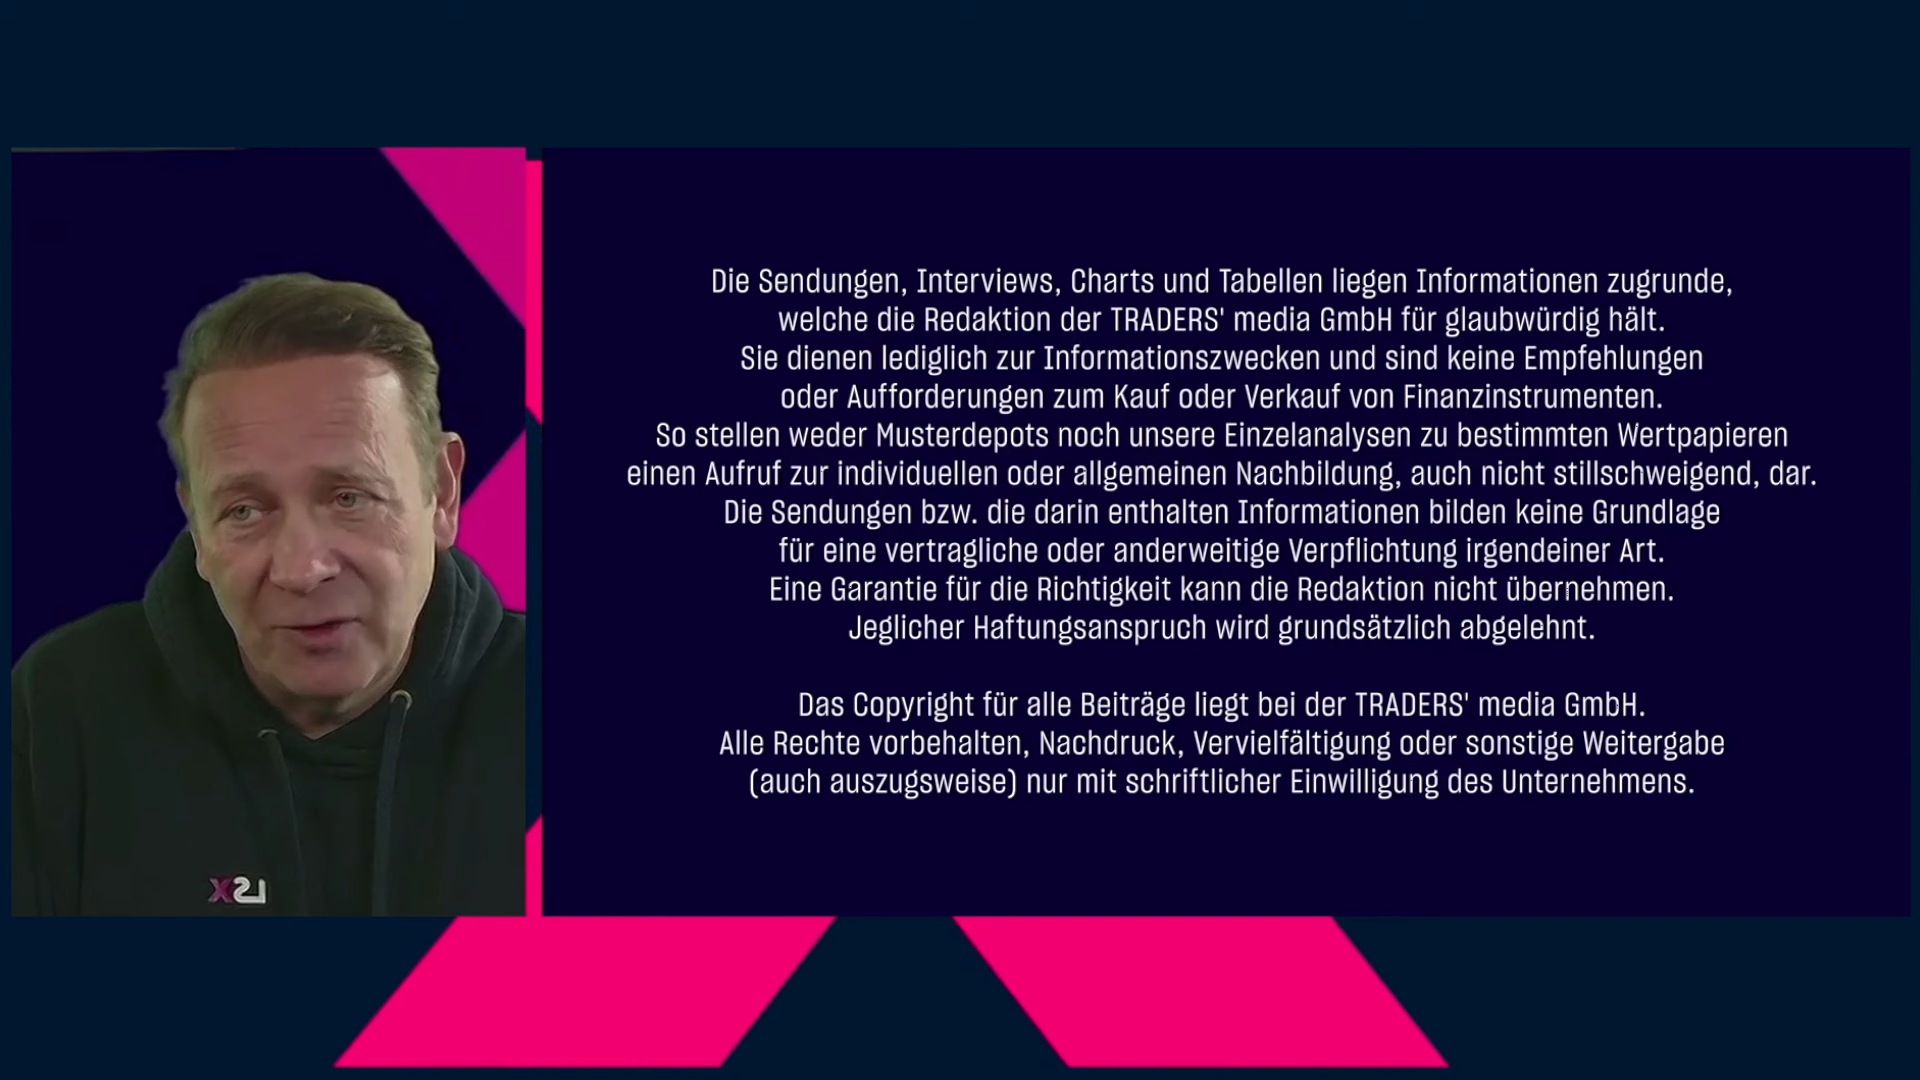 Die Sendungen, Interviews, Charts und Tabellen liegen Informationen zugrunde,
welche die Redaktion der TRADERS' media GmbH für glaubwürdig hält.
Sie dienen lediglich zur Informationszwecken und sind keine Empfehlungen
oder Aufforderungen zum Kauf oder Verkauf von Finanzinstrumenten.
So stellen weder Musterdepots noch unsere Einzelanalysen zu bestimmten Wertpapieren
einen Aufruf zur individuellen oder allgemeinen Nachbildung, auch nicht stillschweigend, dar.
Die Sendungen bzw. die darin enthalten Informationen bilden keine Grundlage
für eine vertragliche oder anderweitige Verpflichtung irgendeiner Art.
Eine Garantie für die Richtigkeit kann die Redaktion nicht übernehmen.
Jeglicher Haftungsanspruch wird grundsätzlich abgelehnt.
Das Copyright für alle Beiträge liegt bei der TRADERS' media GmbH.
Alle Rechte vorbehalten, Nachdruck, Vervielfältigung oder sonstige Weitergabe
(auch auszugsweise) nur mit schriftlicher Einwilligung des Unternehmens.
LSX